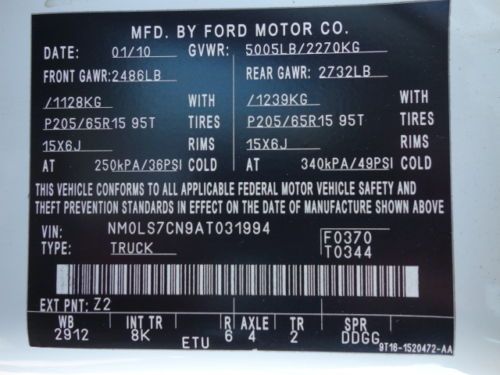 MFD. BY FORD MOTOR CO.
DATE: 01/10 GVWR: 5005LB/2270KG
FRONT GAWR: 2486LB REAR GAWR: 2732LB
/1128KG WITH /1239KG WITH
P205/65R15 95T TIRES P205/65R15 95T TIRES
15X6J RIMS 15X6J RIMS
AT 250kPA/36PSI COLD AT 340kPA/49PSI COLD
THIS VEHICLE CONFORMS TO ALL APPLICABLE FEDERAL MOTOR VEHICLE SAFETY AND
THEFT PREVENTION STANDARDS IN EFFECT ON THE DATE OF MANUFACTURE SHOWN ABOVE
VIN: NM0LS7CN9AT031994 F0370
TYPE: TRUCK T0344
EXT PNT: Z2
WB INT TR R AXLE TR SPR
2912 8K 6 4 2 DDGG
ETU 9T16-1520472-AA